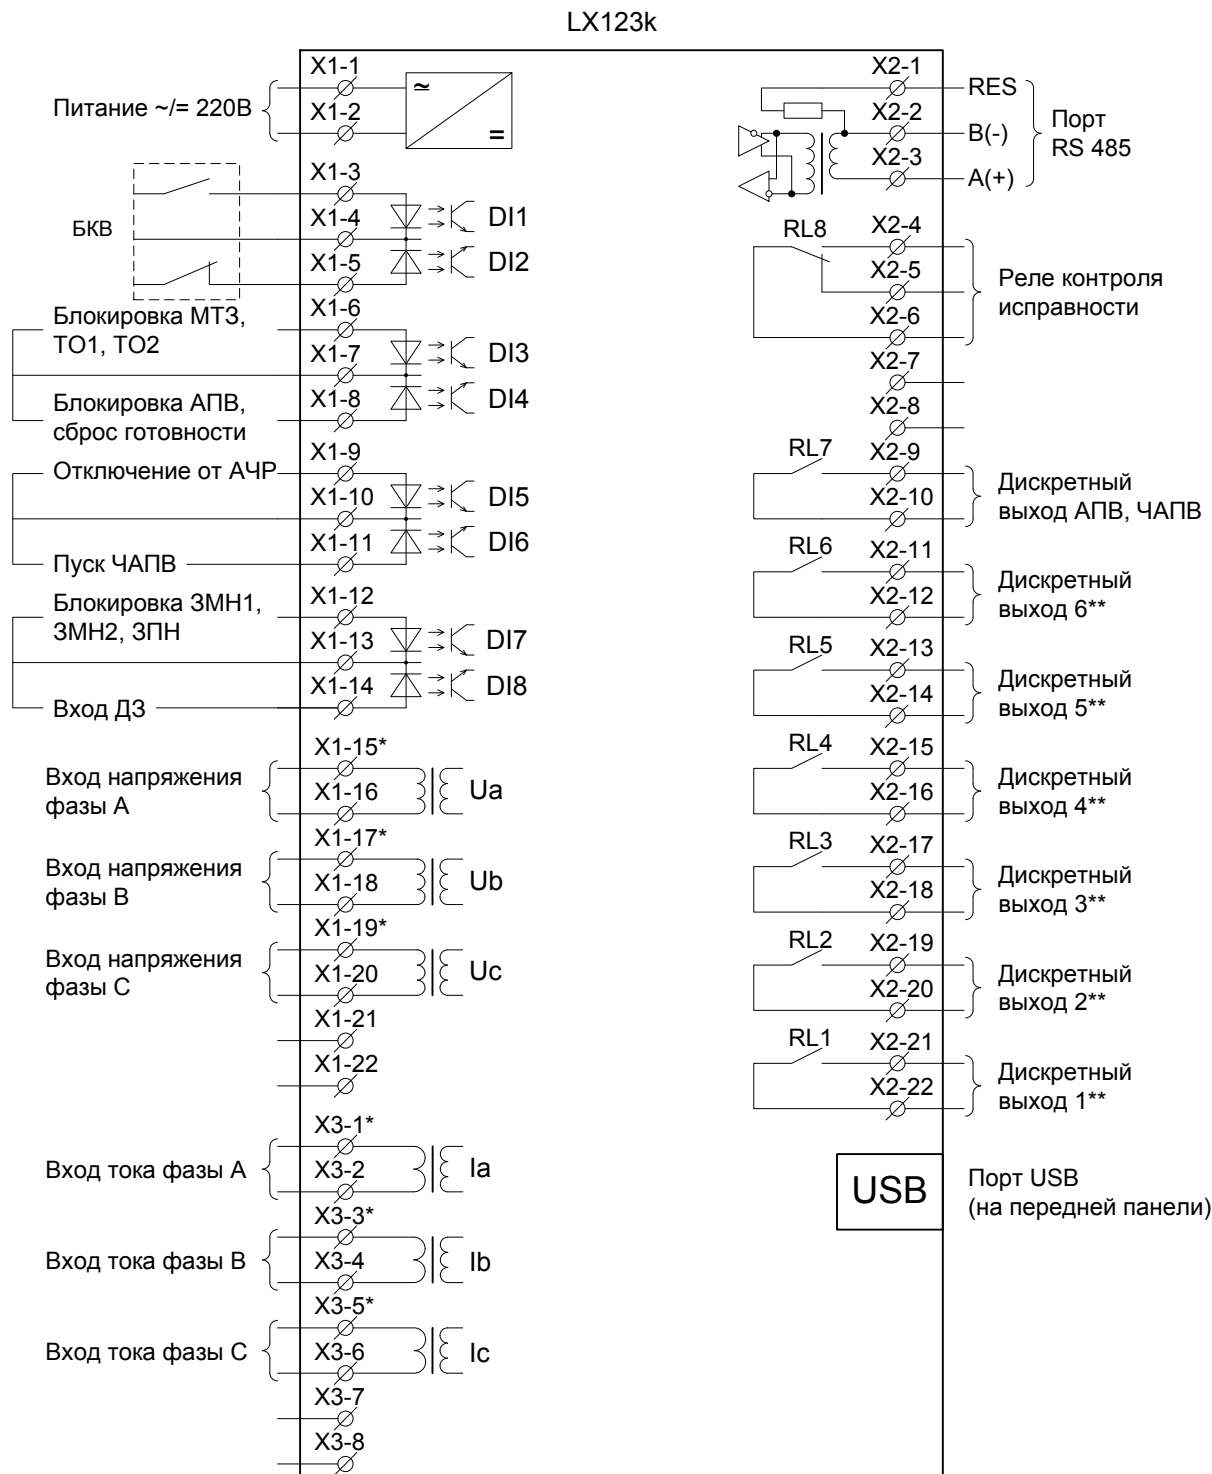 LX123k
X1-1
Питание ~/= 220В
X1-2
≃
=
X1-3
БКВ
X1-4
DI1
X1-5
DI2
X1-6
Блокировка МТЗ,
ТО1, ТО2
X1-7
DI3
X1-8
DI4
Блокировка АПВ,
сброс готовности
X1-9
Отключение от АЧР
X1-10
DI5
X1-11
DI6
Пуск ЧАПВ
X1-12
Блокировка ЗМН1,
ЗМН2, ЗПН
X1-13
DI7
X1-14
DI8
Вход ДЗ
X1-15*
Вход напряжения
фазы А
X1-16
Ua
X1-17*
Вход напряжения
фазы В
X1-18
Ub
X1-19*
Вход напряжения
фазы С
X1-20
Uc
X1-21
X1-22
X3-1*
Вход тока фазы А
X3-2
Ia
X3-3*
Вход тока фазы В
X3-4
Ib
X3-5*
Вход тока фазы С
X3-6
Ic
X3-7
X3-8
X2-1
RES
X2-2
B(-)
X2-3
A(+)
Порт
RS 485
RL8
X2-4
X2-5
X2-6
Реле контроля
исправности
X2-7
X2-8
RL7
X2-9
X2-10
Дискретный
выход АПВ, ЧАПВ
RL6
X2-11
X2-12
Дискретный
выход 6**
RL5
X2-13
X2-14
Дискретный
выход 5**
RL4
X2-15
X2-16
Дискретный
выход 4**
RL3
X2-17
X2-18
Дискретный
выход 3**
RL2
X2-19
X2-20
Дискретный
выход 2**
RL1
X2-21
X2-22
Дискретный
выход 1**
USB
Порт USB
(на передней панели)